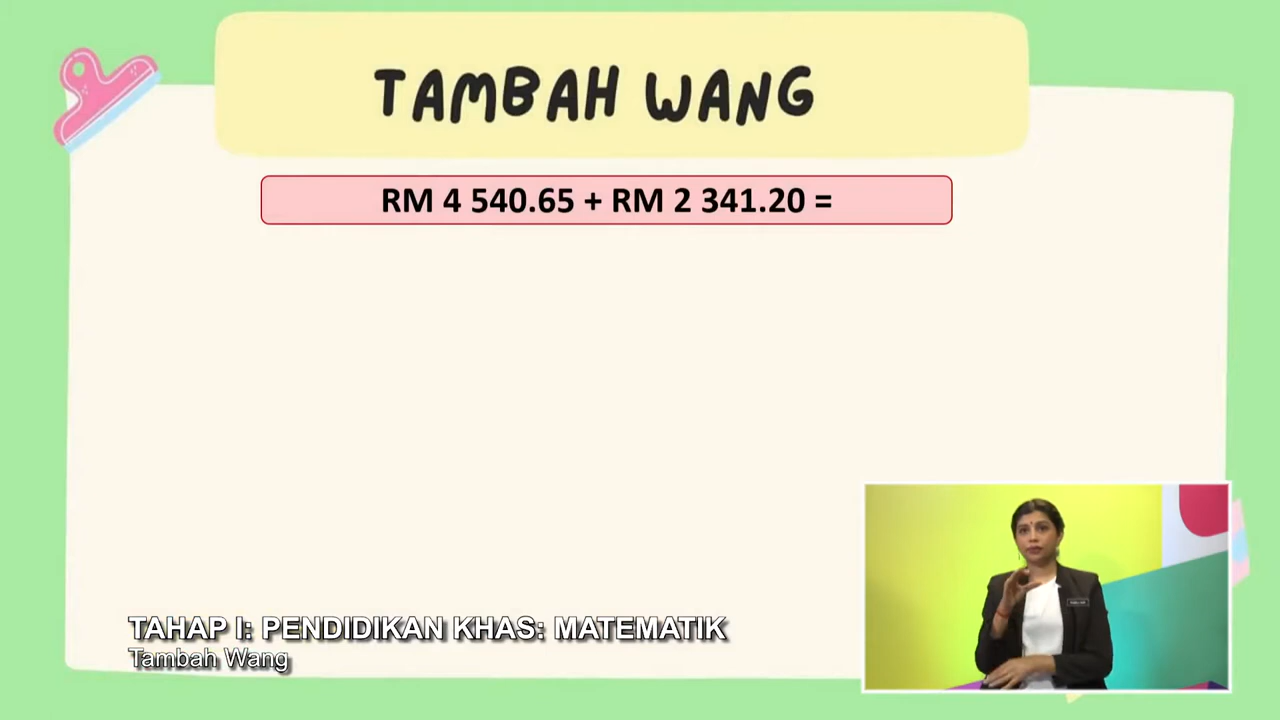 TAMBAH WANG
RM 4 540.65 + RM 2 341.20 =
TAHAP I: PENDIDIKAN KHAS: MATEMATIK
Tambah Wang